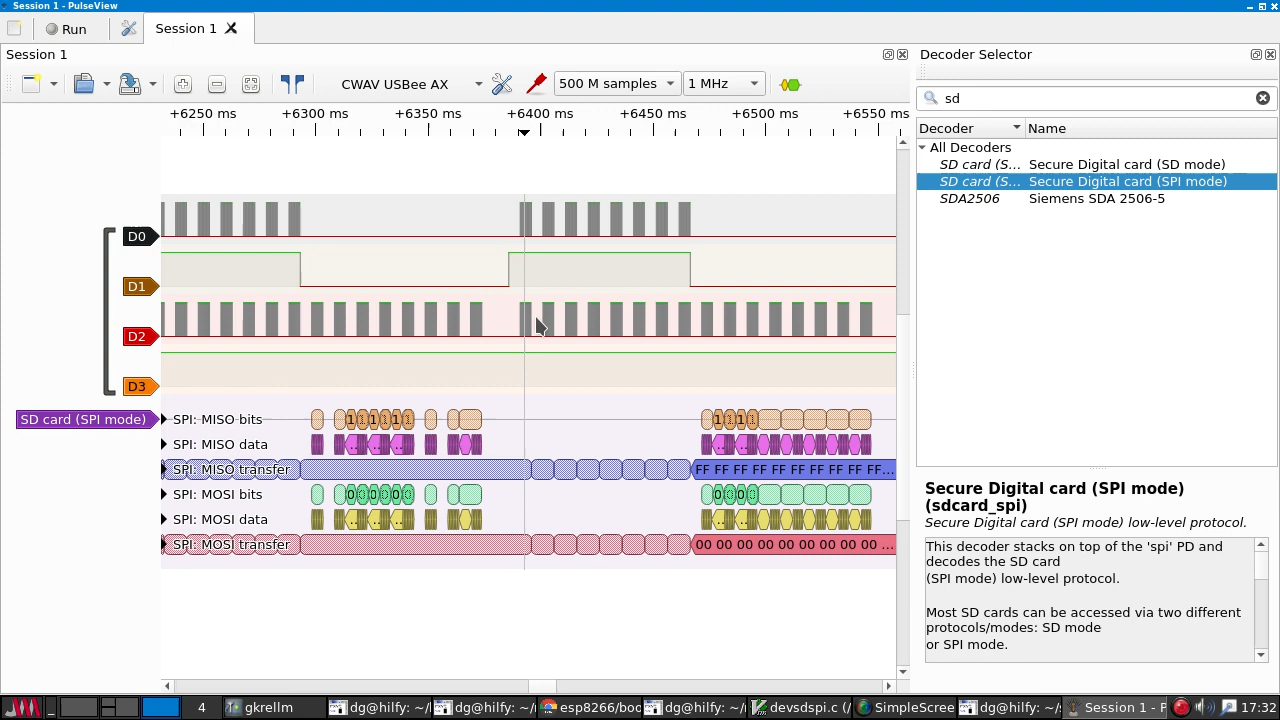 Session 1 - PulseView
Run
Session 1
Session 1
Decoder Selector
CWAV USBee AX
500 M samples
1 MHz
sd
+6250 ms +6300 ms +6350 ms +6400 ms +6450 ms +6500 ms +6550 ms
Decoder Name
All Decoders
SD card (S... Secure Digital card (SD mode)
SD card (S... Secure Digital card (SPI mode)
SDA2506 Siemens SDA 2506-5
D0
D1
D2
D3
SD card (SPI mode)
SPI: MISO bits
SPI: MISO data
SPI: MISO transfer
FF FF FF FF FF FF FF FF FF FF...
SPI: MOSI bits
SPI: MOSI data
SPI: MOSI transfer
00 00 00 00 00 00 00 00 00 ...
Secure Digital card (SPI mode)
(sdcard_spi)
Secure Digital card (SPI mode) low-level protocol.
This decoder stacks on top of the 'spi' PD and
decodes the SD card
(SPI mode) low-level protocol.
Most SD cards can be accessed via two different
protocols/modes: SD mode
or SPI mode.
4
gkrellm
dg@hilfy: ~/
dg@hilfy: ~/
esp8266/boo
dg@hilfy: ~/
devsdspi.c (/
SimpleScree
dg@hilfy: ~/
Session 1 - P
17:32